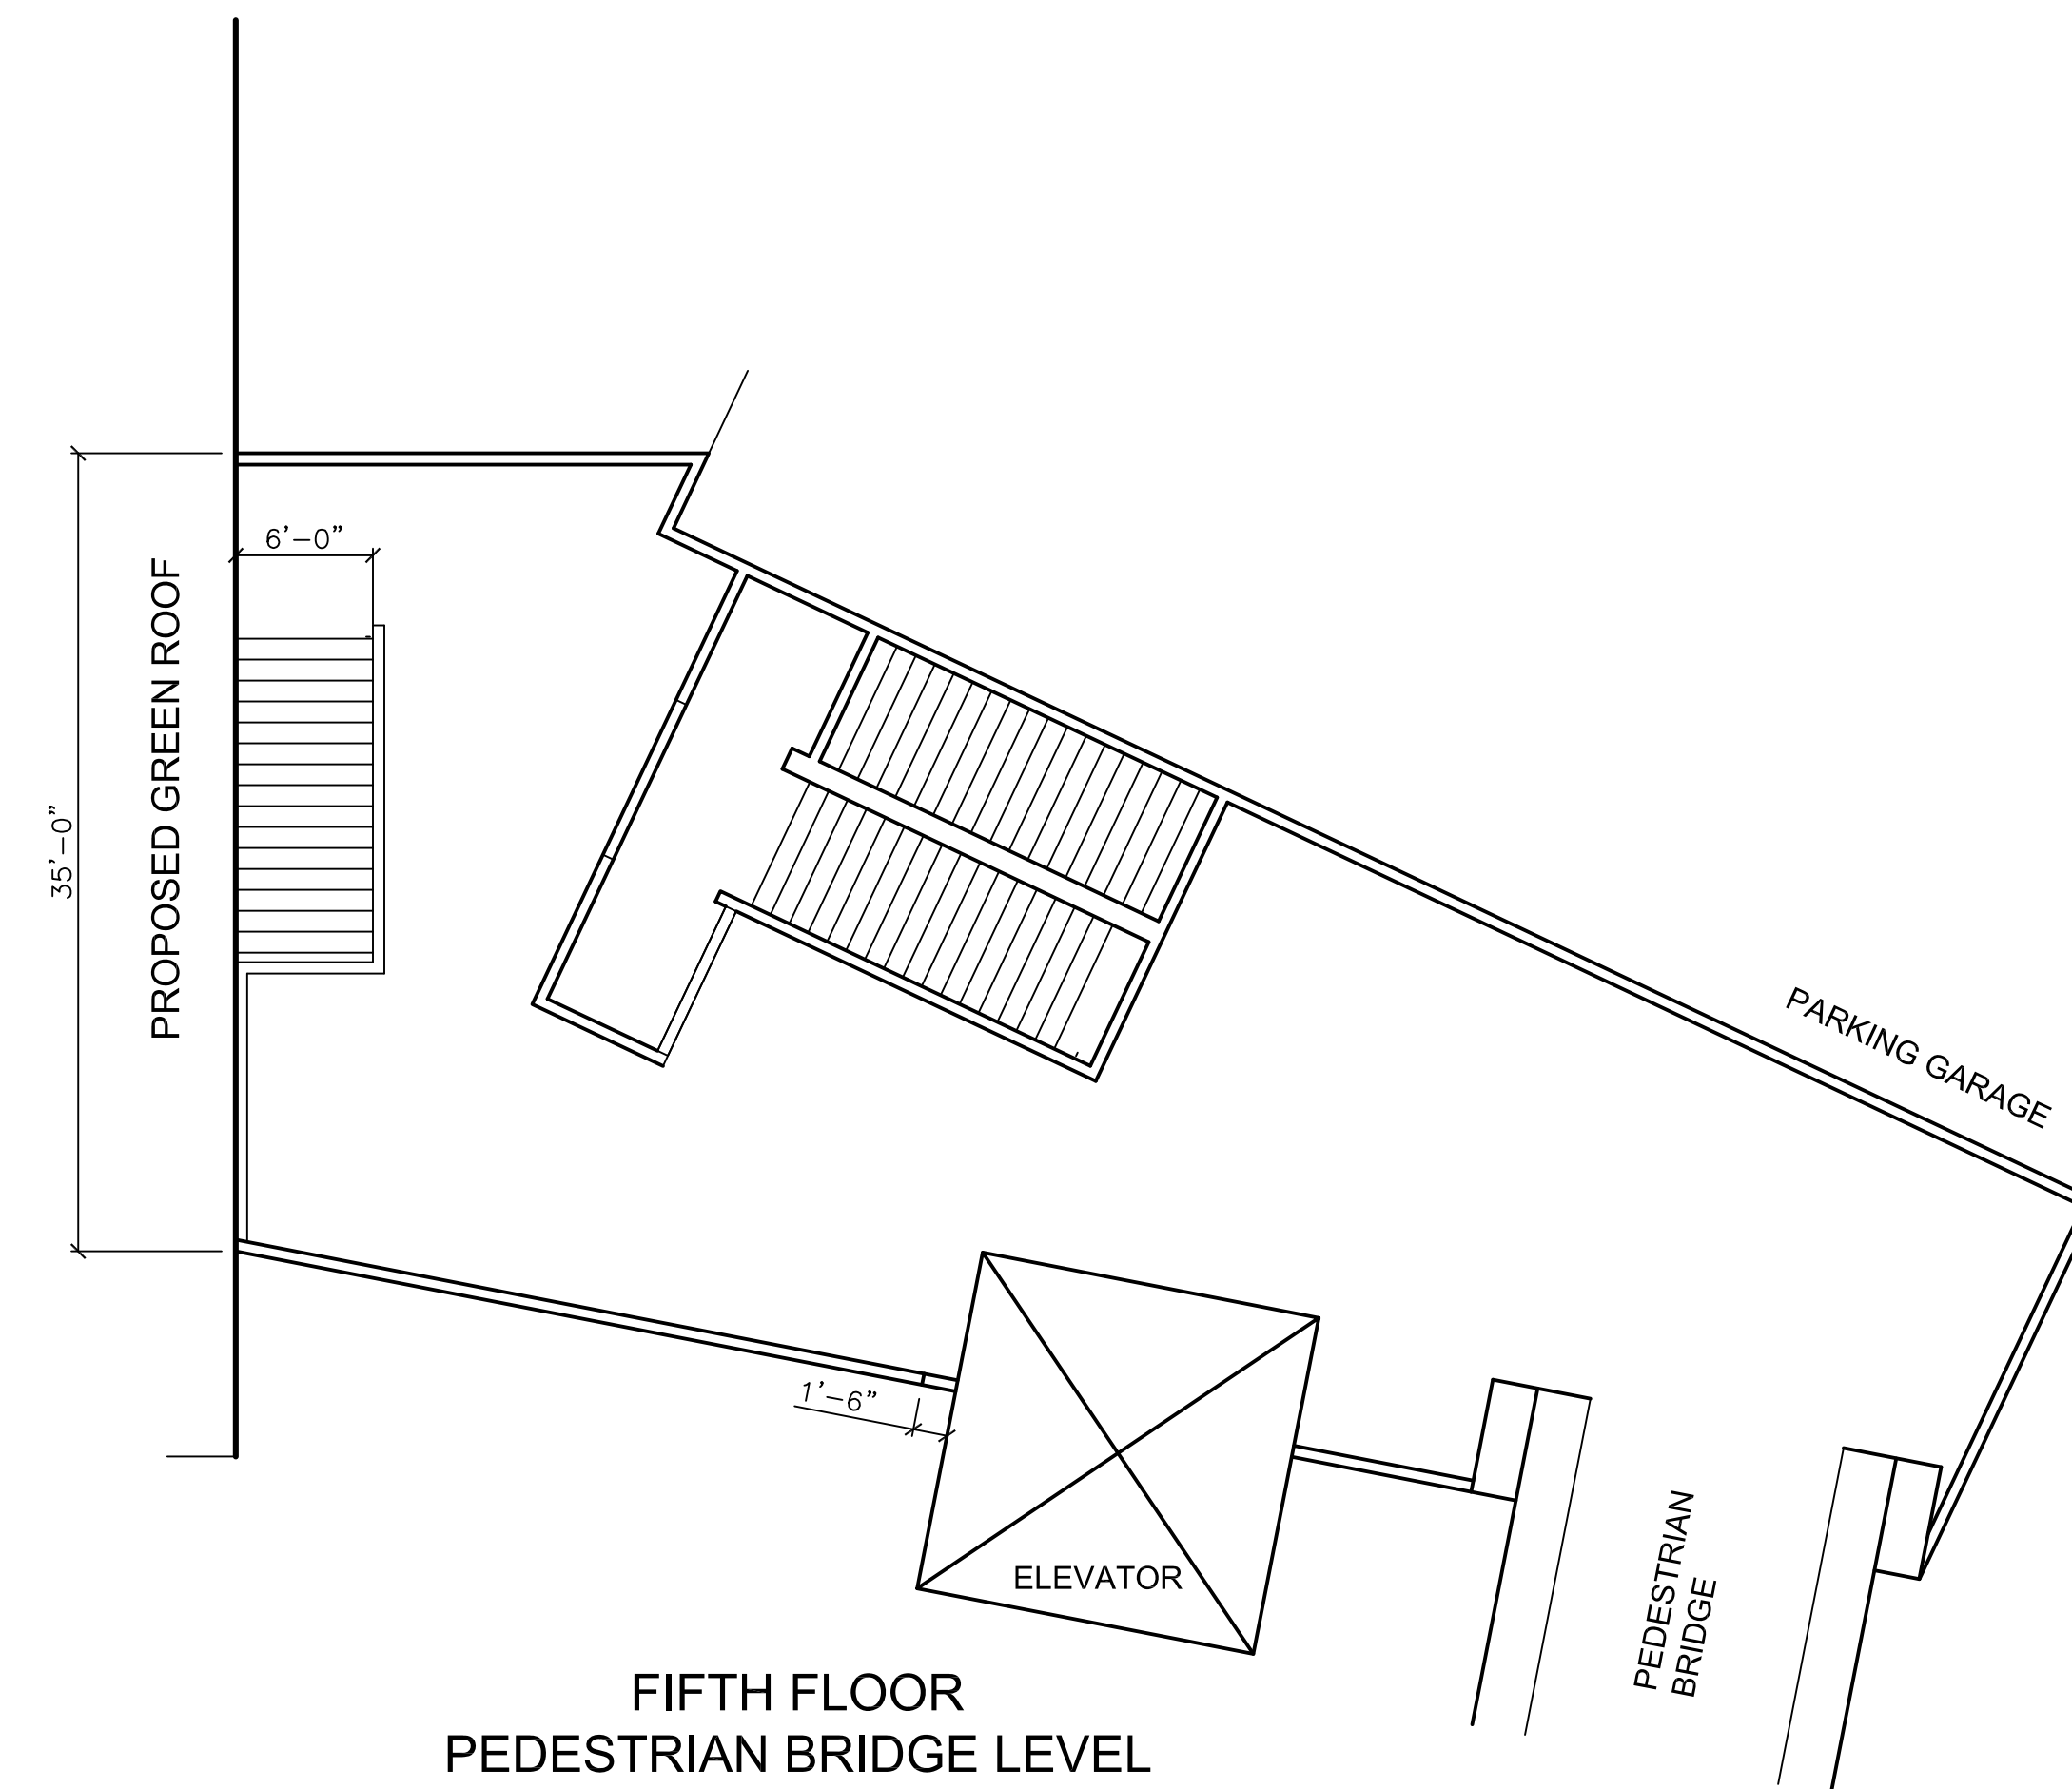 6'-0"
PROPOSED GREEN ROOF
35'-0"
PARKING GARAGE
1'-6"
ELEVATOR
PEDESTRIAN
BRIDGE
FIFTH FLOOR
PEDESTRIAN BRIDGE LEVEL